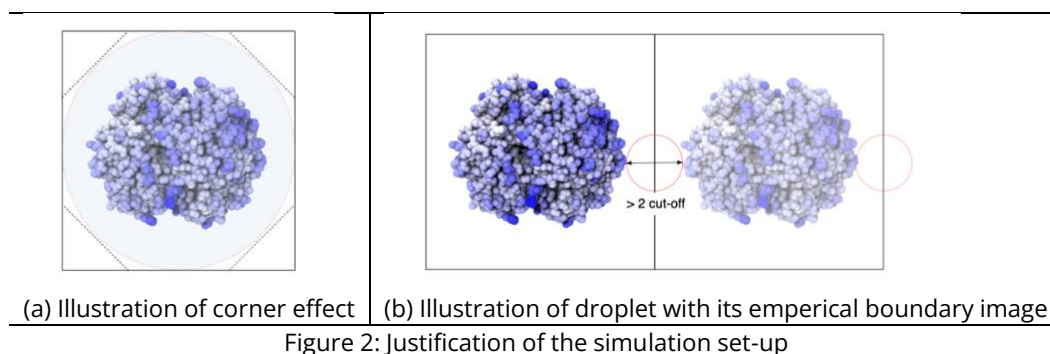 > 2 cut-off
(a) Illustration of corner effect
(b) Illustration of droplet with its emperical boundary image
Figure 2: Justification of the simulation set-up